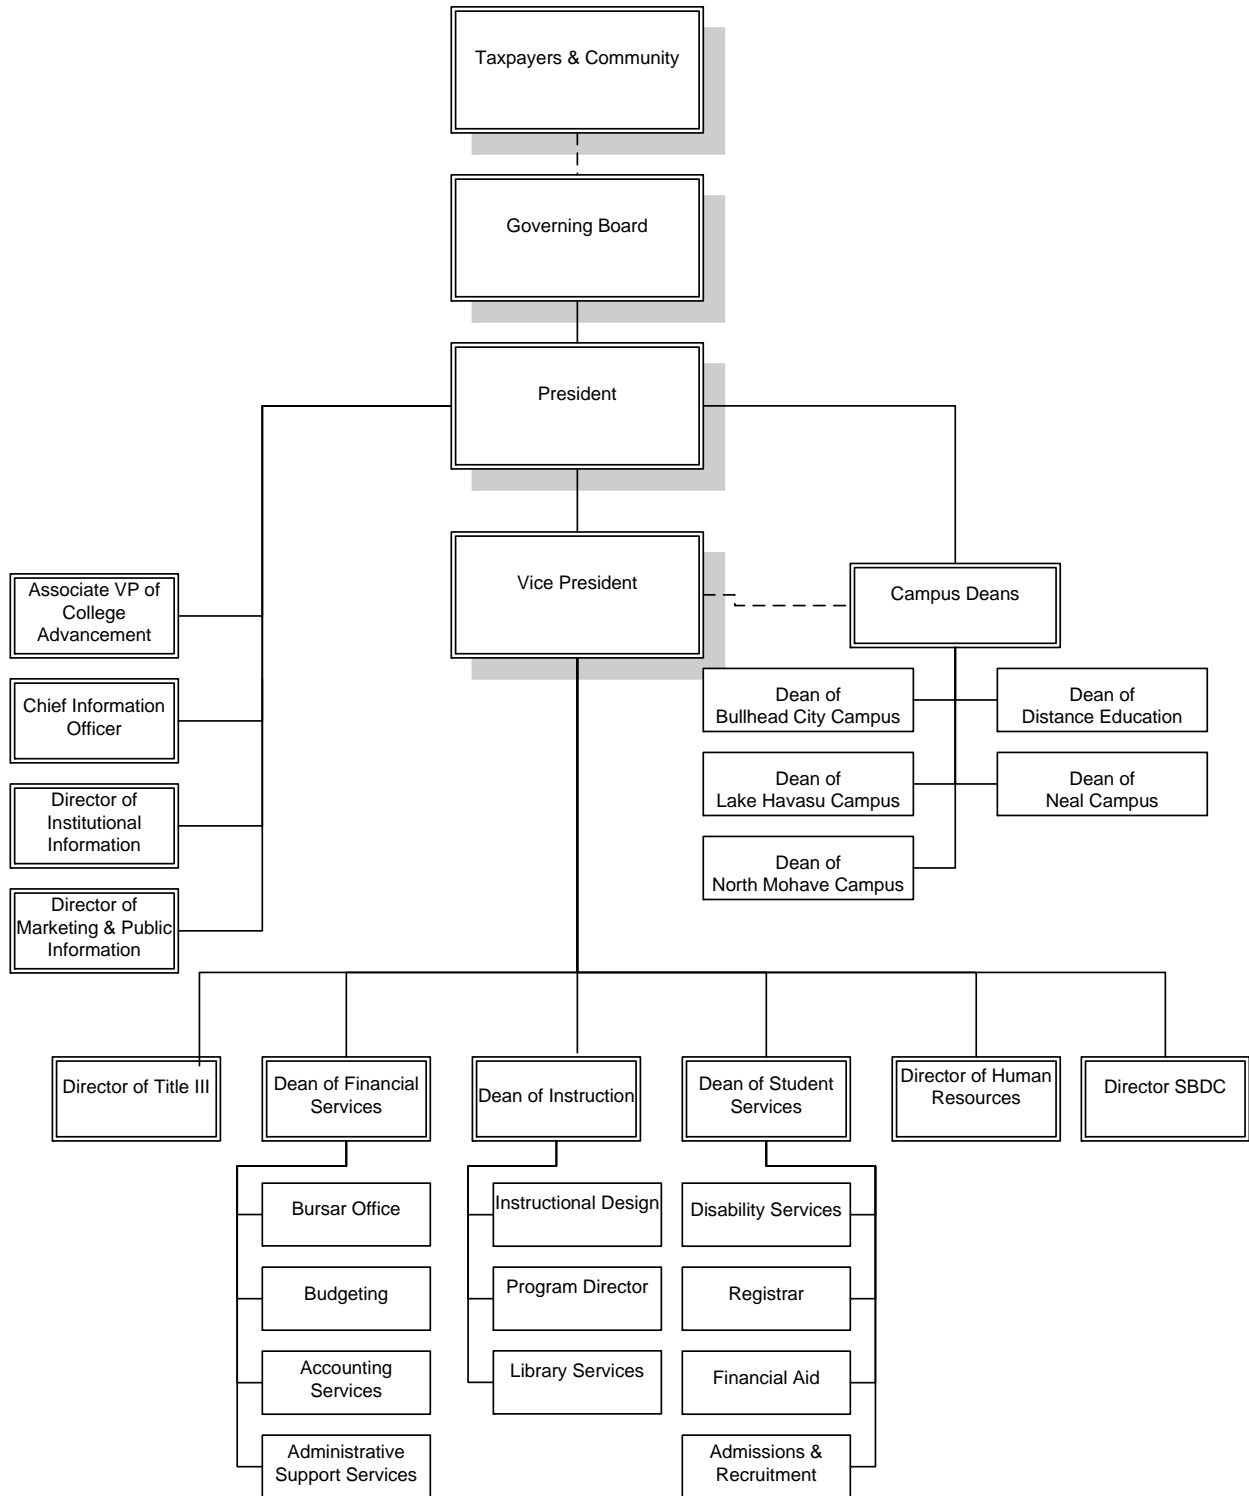 Taxpayers & Community
Governing Board
President
Vice President
Associate VP of
College
Advancement
Chief Information
Officer
Director of
Institutional
Information
Director of
Marketing & Public
Information
Campus Deans
Dean of
Bullhead City Campus
Dean of
Distance Education
Dean of
Lake Havasu Campus
Dean of
Neal Campus
Dean of
North Mohave Campus
Director of Title III
Dean of Financial
Services
Dean of Instruction
Dean of Student
Services
Director of Human
Resources
Director SBDC
Bursar Office
Budgeting
Accounting
Services
Administrative
Support Services
Instructional Design
Program Director
Library Services
Disability Services
Registrar
Financial Aid
Admissions &
Recruitment